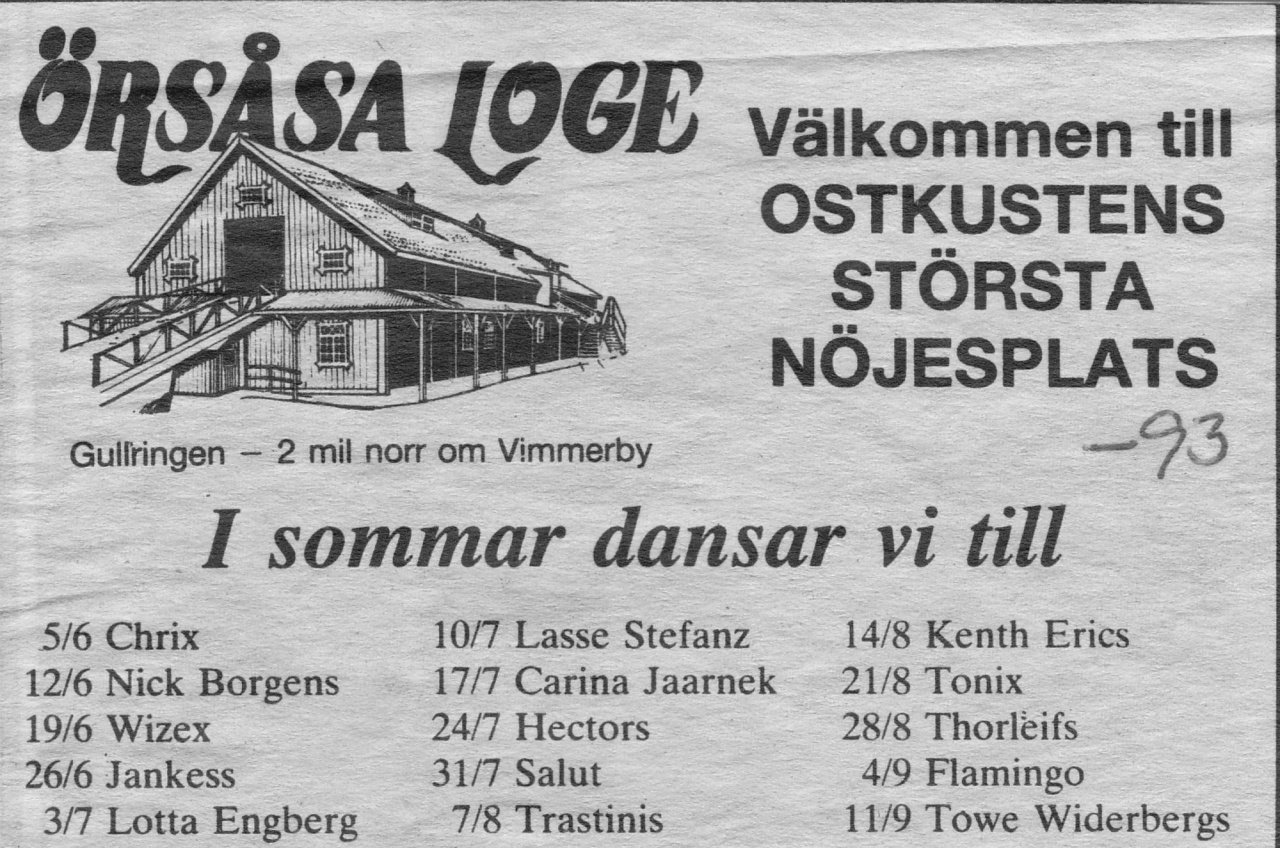 ÖRSÅSA LOGE
Välkommen till
OSTKUSTENS
STÖRSTA
NÖJESPLATS
-93
Gullringen – 2 mil norr om Vimmerby
I sommar dansar vi till
5/6 Chrix
12/6 Nick Borgens
19/6 Wizex
26/6 Jankess
3/7 Lotta Engberg
10/7 Lasse Stefanz
17/7 Carina Jaarnek
24/7 Hectors
31/7 Salut
7/8 Trastinis
14/8 Kenth Erics
21/8 Tonix
28/8 Thorleifs
4/9 Flamingo
11/9 Towe Widerbergs